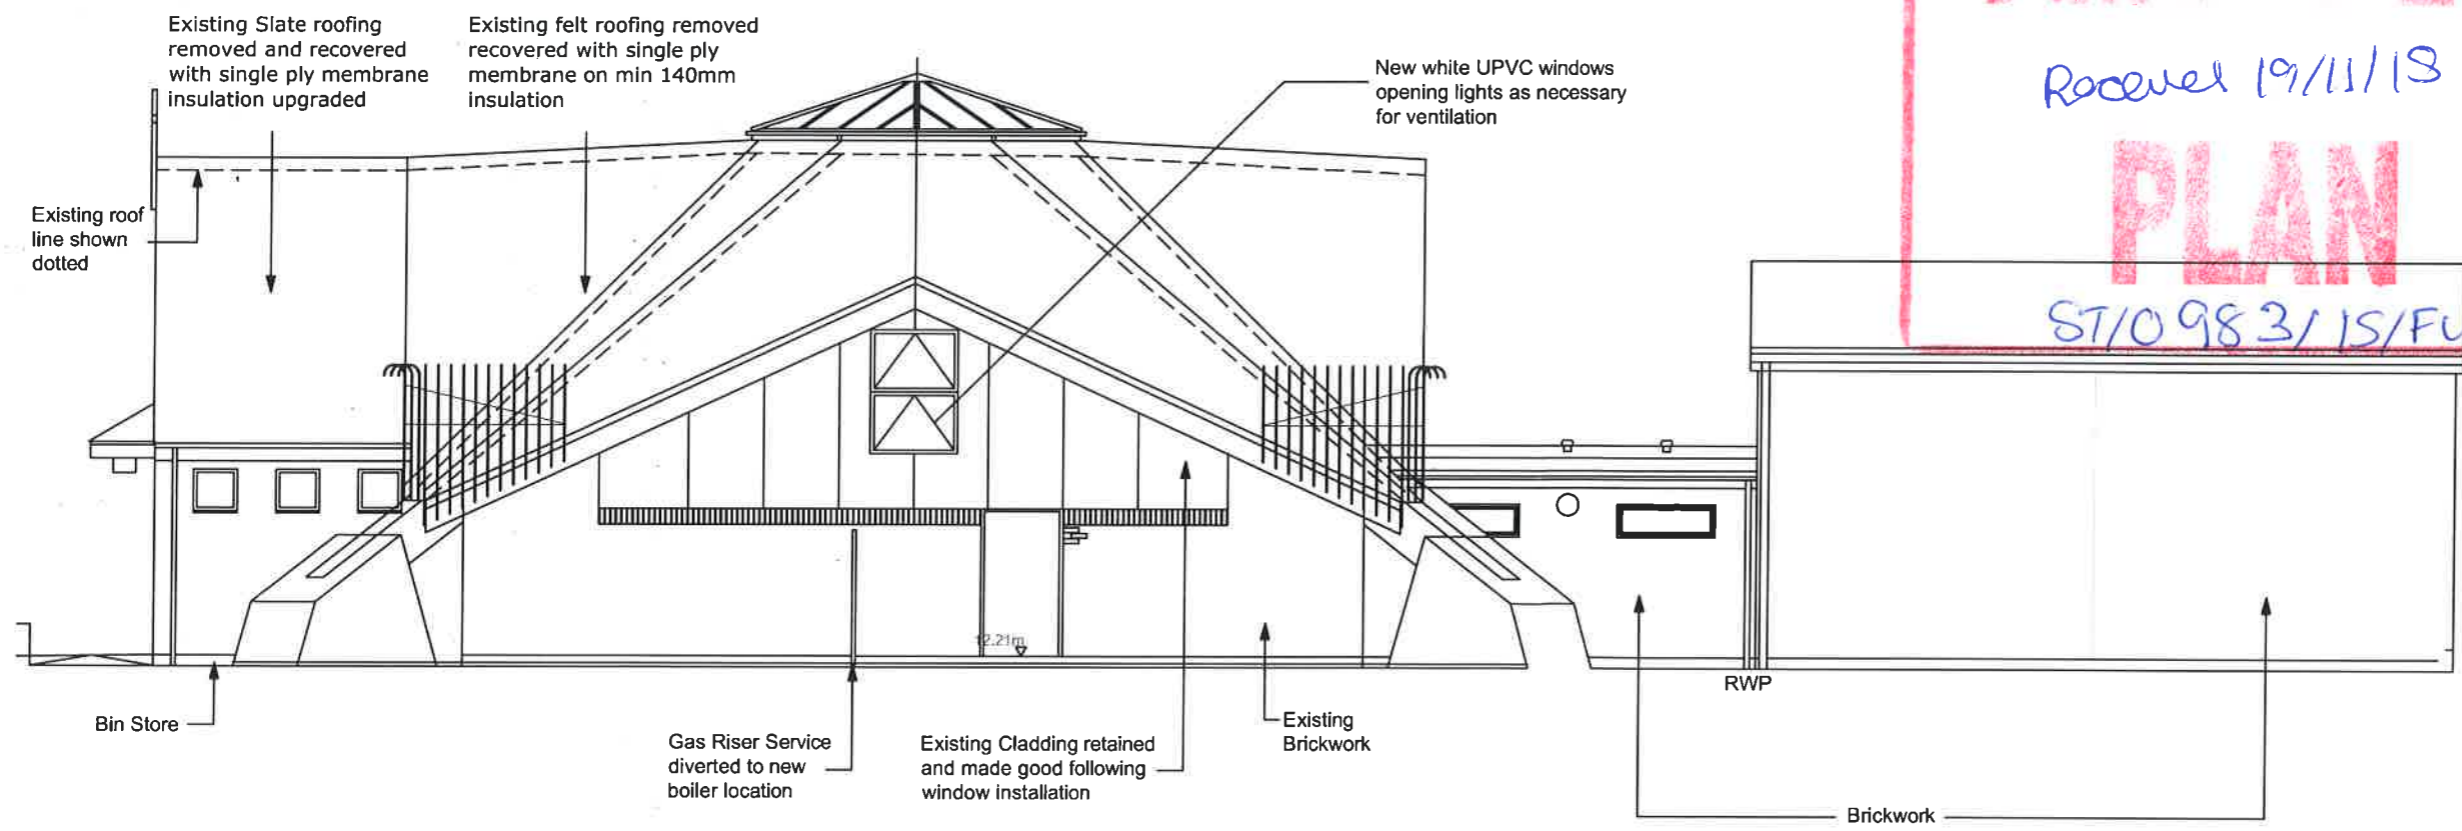 Existing Slate roofing
removed and recovered
with single ply membrane
insulation upgraded
Existing felt roofing removed
recovered with single ply
membrane on min 140mm
insulation
New white UPVC windows
opening lights as necessary
for ventilation
Received 19/11/18
PLAN
ST/0983/18/FU
Existing roof
line shown
dotted
12.21m
RWP
Bin Store
Gas Riser Service
diverted to new
boiler location
Existing Cladding retained
and made good following
window installation
Existing
Brickwork
Brickwork